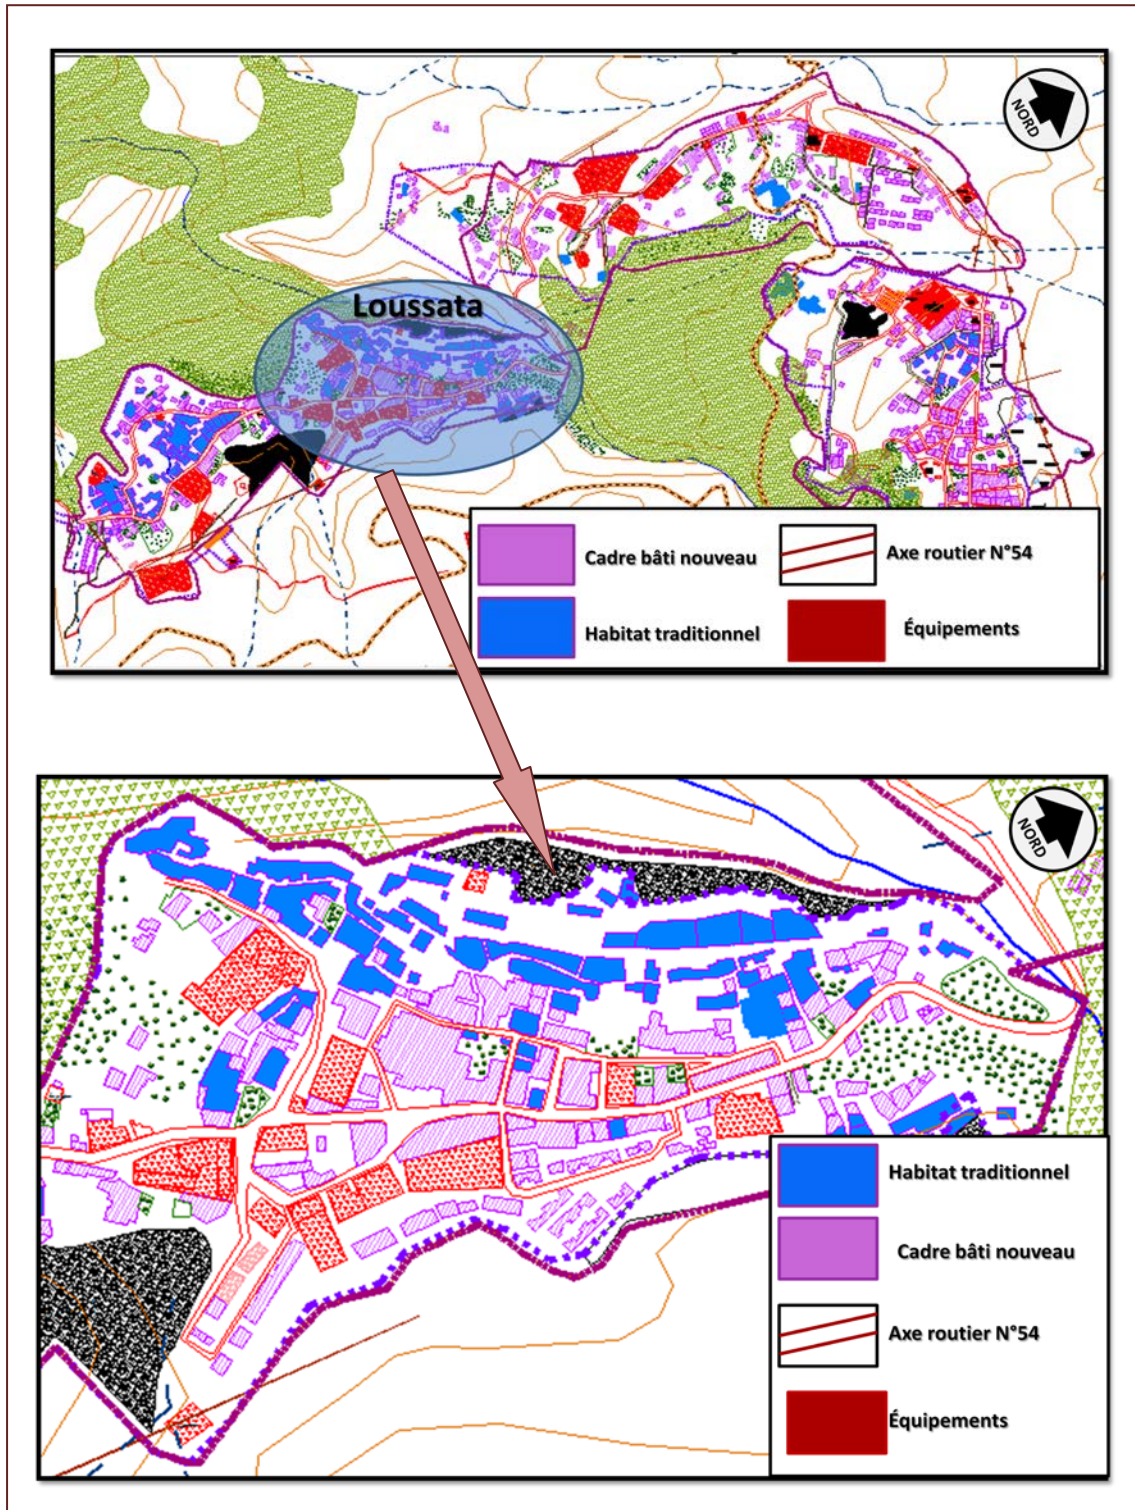 NORD
Loussata
Cadre bâti nouveau
Axe routier N°54
Habitat traditionnel
Équipements
NORD
Habitat traditionnel
Cadre bâti nouveau
Axe routier N°54
Équipements